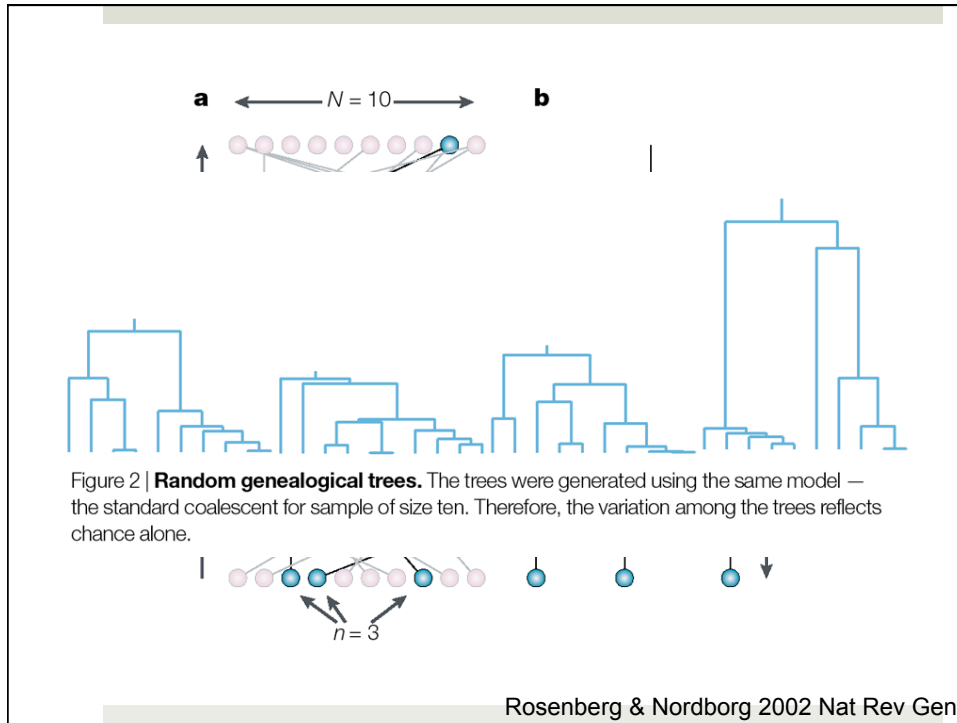 a N = 10 b
Figure 2 | Random genealogical trees. The trees were generated using the same model —
the standard coalescent for sample of size ten. Therefore, the variation among the trees reflects
chance alone.
n = 3
Rosenberg & Nordborg 2002 Nat Rev Gen